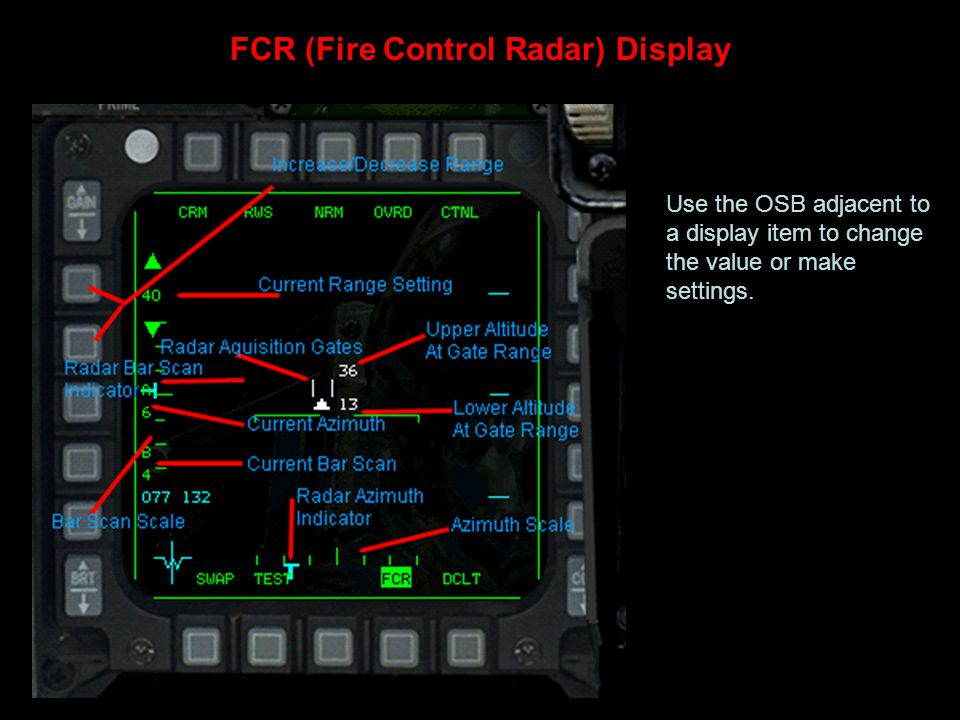 FCR (Fire Control Radar) Display
PRIME
Increase/Decrease Range
GAIN
CRM RWS NRM OVRD CTNL
Use the OSB adjacent to
a display item to change
the value or make
settings.
40
Current Range Setting
Radar Aquisition Gates
Upper Altitude
At Gate Range
36
Radar Bar Scan
Indicator
A
6
13
Lower Altitude
At Gate Range
Current Azimuth
B
4
Current Bar Scan
077 132
Radar Azimuth
Indicator
Bar Scan Scale
Azimuth Scale
BRT
SWAP TEST FCR DCLT